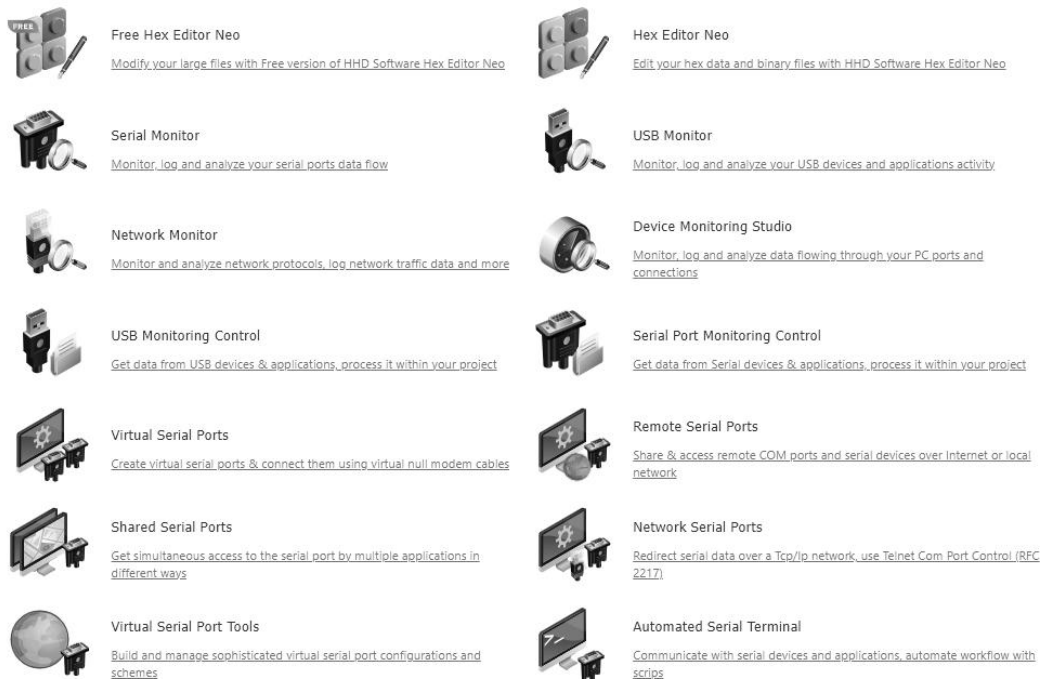 FREE
Free Hex Editor Neo
Modify your large files with Free version of HHD Software Hex Editor Neo
Hex Editor Neo
Edit your hex data and binary files with HHD Software Hex Editor Neo
Serial Monitor
Monitor, log and analyze your serial ports data flow
USB Monitor
Monitor, log and analyze your USB devices and applications activity
Network Monitor
Monitor and analyze network protocols, log network traffic data and more
Device Monitoring Studio
Monitor, log and analyze data flowing through your PC ports and
connections
USB Monitoring Control
Get data from USB devices & applications, process it within your project
Serial Port Monitoring Control
Get data from Serial devices & applications, process it within your project
Virtual Serial Ports
Create virtual serial ports & connect them using virtual null modem cables
Remote Serial Ports
Share & access remote COM ports and serial devices over Internet or local
network
Shared Serial Ports
Get simultaneous access to the serial port by multiple applications in
different ways
Network Serial Ports
Redirect serial data over a Tcp/Ip network, use Telnet Com Port Control (RFC
2217)
Virtual Serial Port Tools
Build and manage sophisticated virtual serial port configurations and
schemes
Automated Serial Terminal
Communicate with serial devices and applications, automate workflow with
scrips